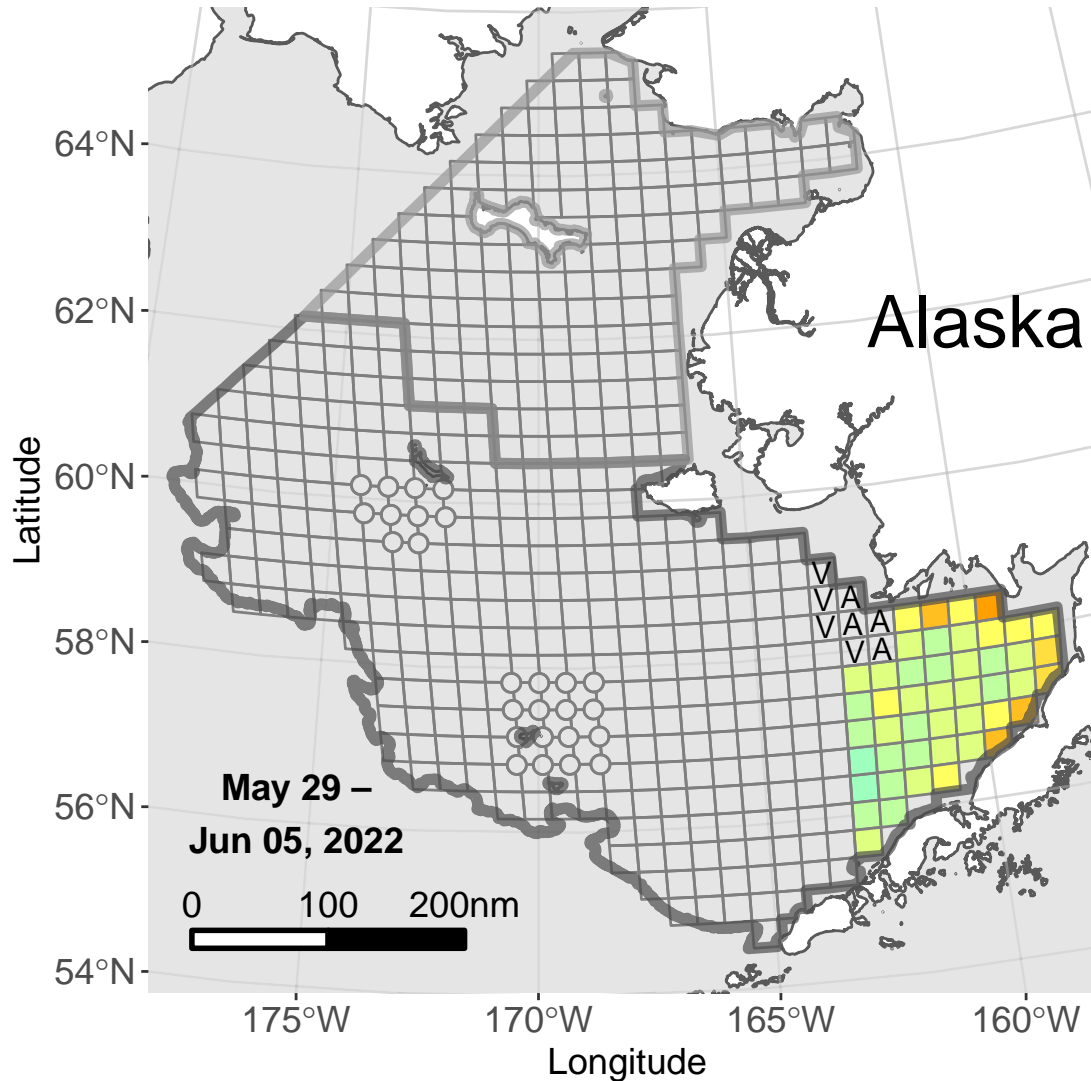 64°N
62°N
60°N
58°N
56°N
54°N
Latitude
Alaska
V
V A
V A A
V A
May 29 –
Jun 05, 2022
0 100 200nm
175°W 170°W 165°W 160°W
Longitude